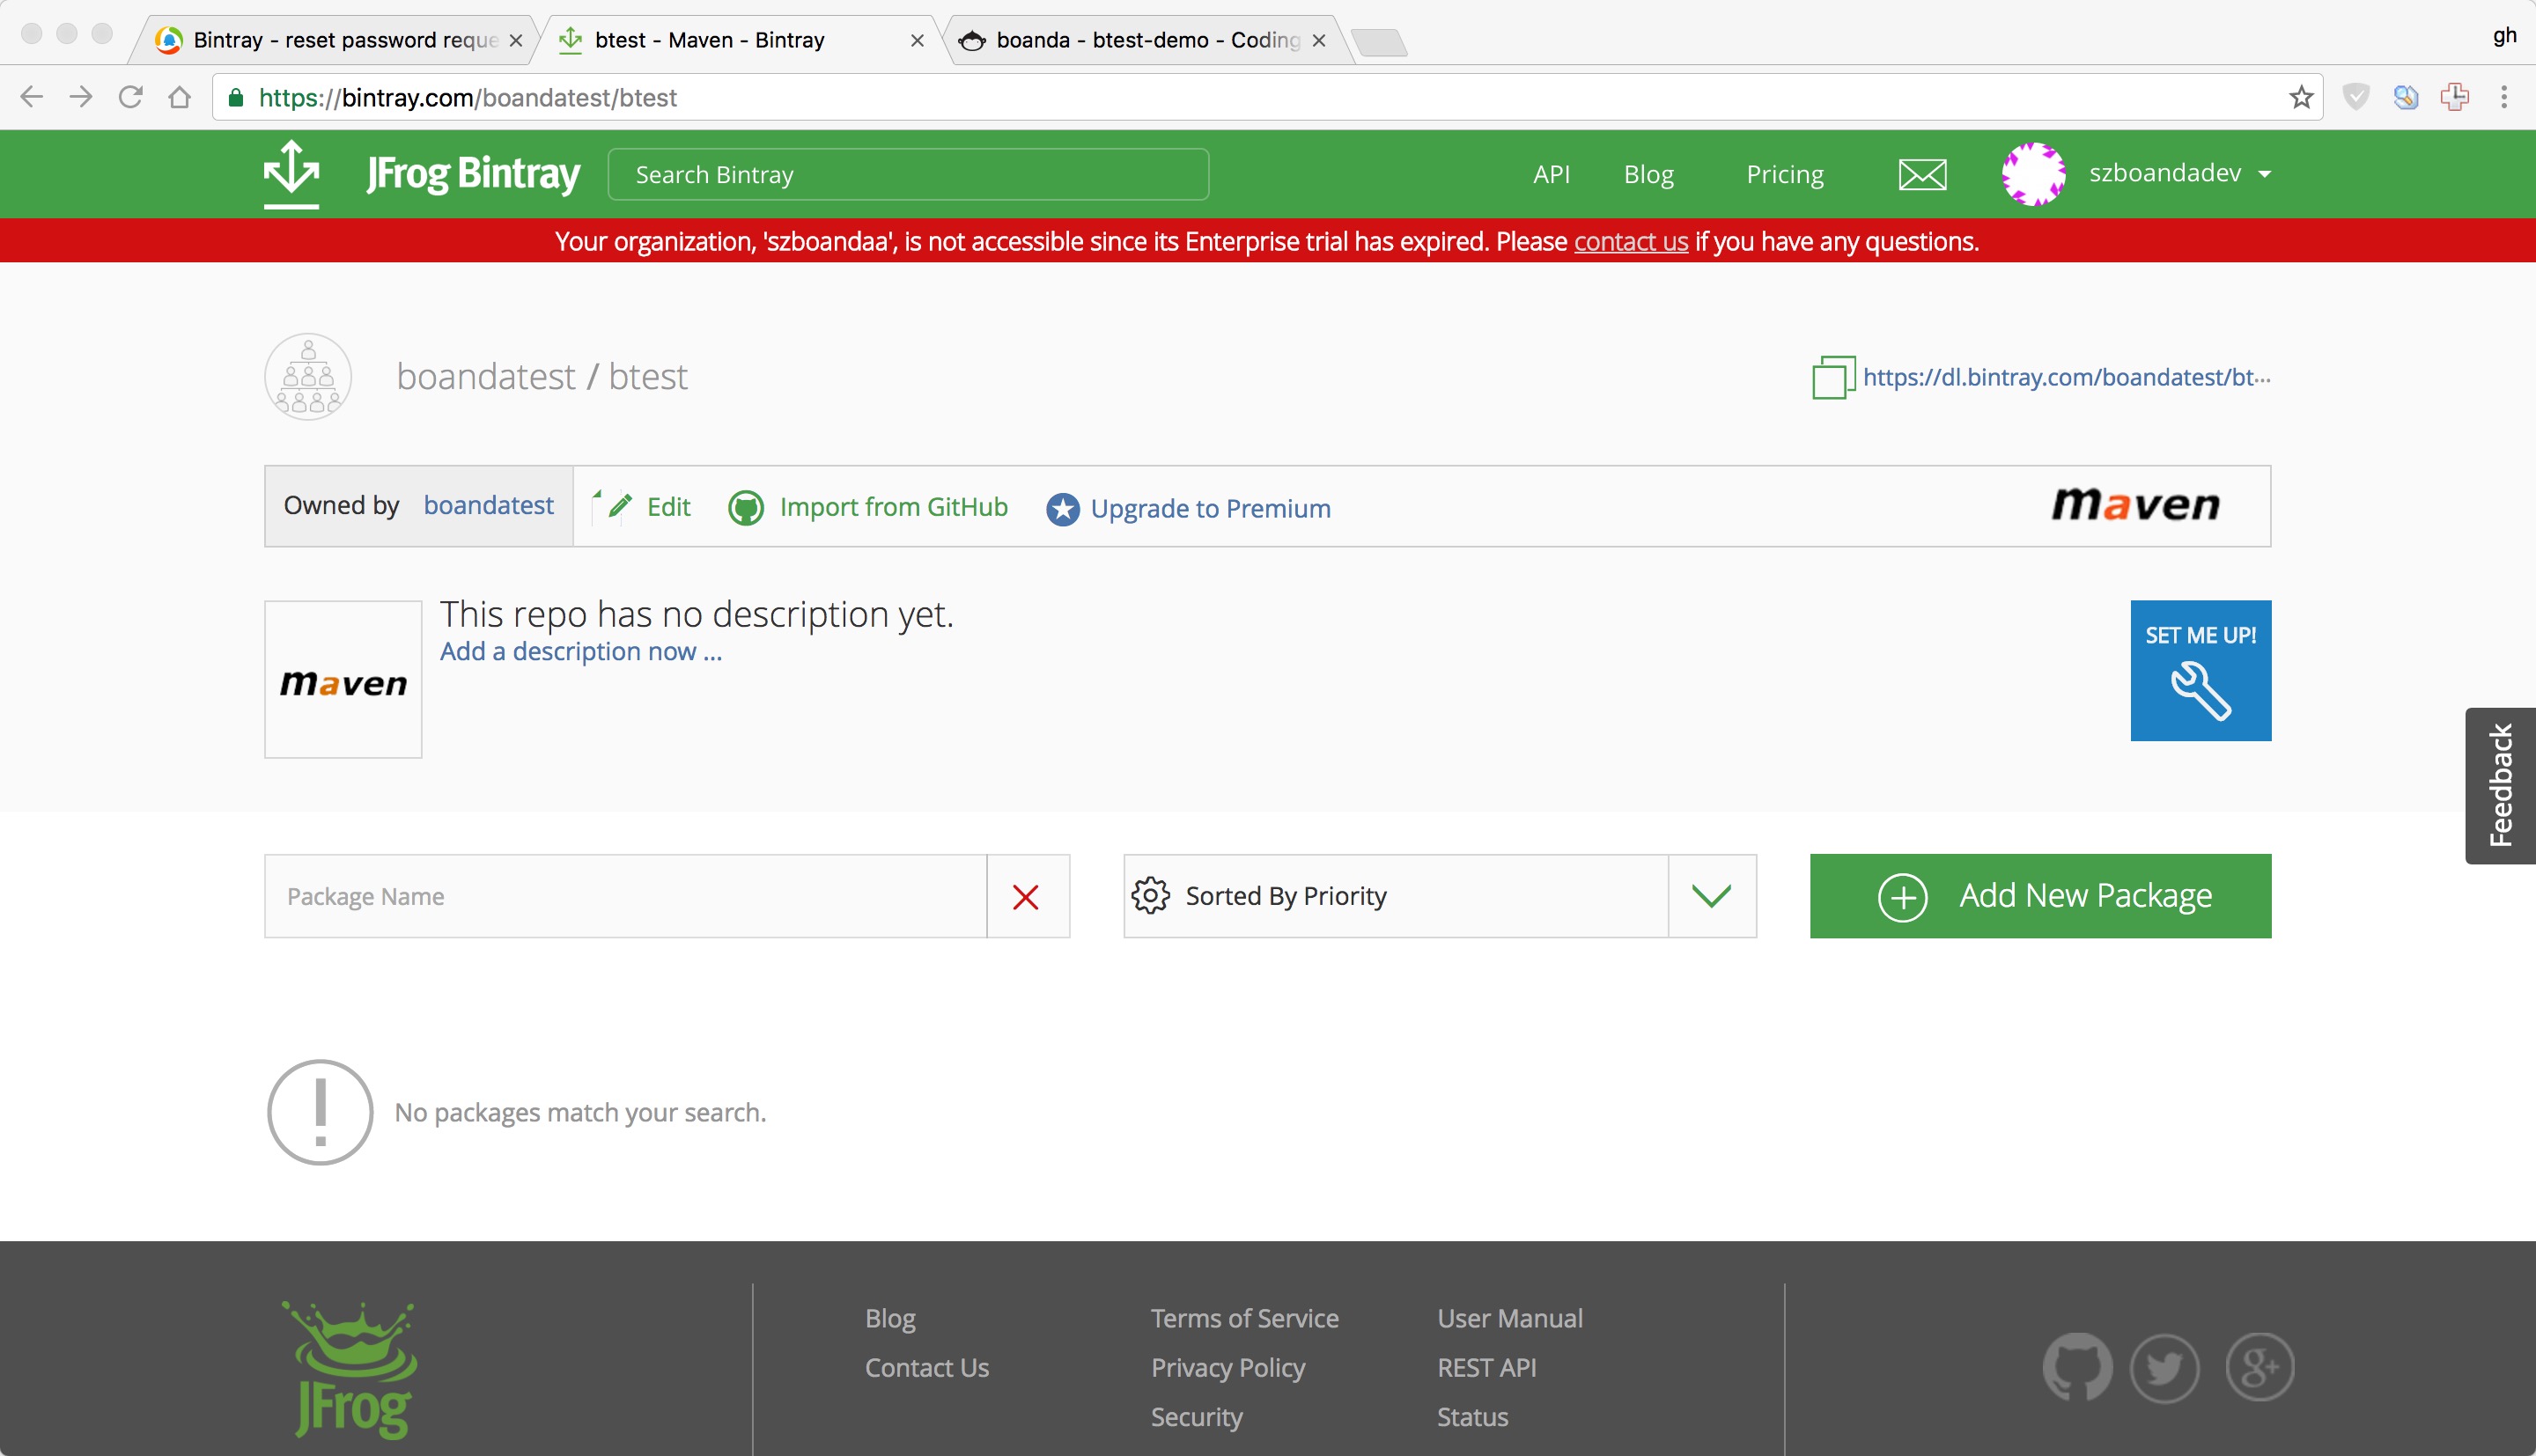 Bintray - reset password reque
btest - Maven - Bintray
boanda - btest-demo - Coding
gh
https://bintray.com/boandatest/btest
JFrog Bintray
Search Bintray
API
Blog
Pricing
szboandadev
Your organization, 'szboandaa', is not accessible since its Enterprise trial has expired. Please contact us if you have any questions.
boandatest / btest
https://dl.bintray.com/boandatest/bt...
Owned by boandatest
Edit
Import from GitHub
Upgrade to Premium
maven
maven
This repo has no description yet.
Add a description now ...
SET ME UP!
Feedback
Package Name
Sorted By Priority
Add New Package
No packages match your search.
JFrog
Blog
Contact Us
Terms of Service
Privacy Policy
Security
User Manual
REST API
Status
g+